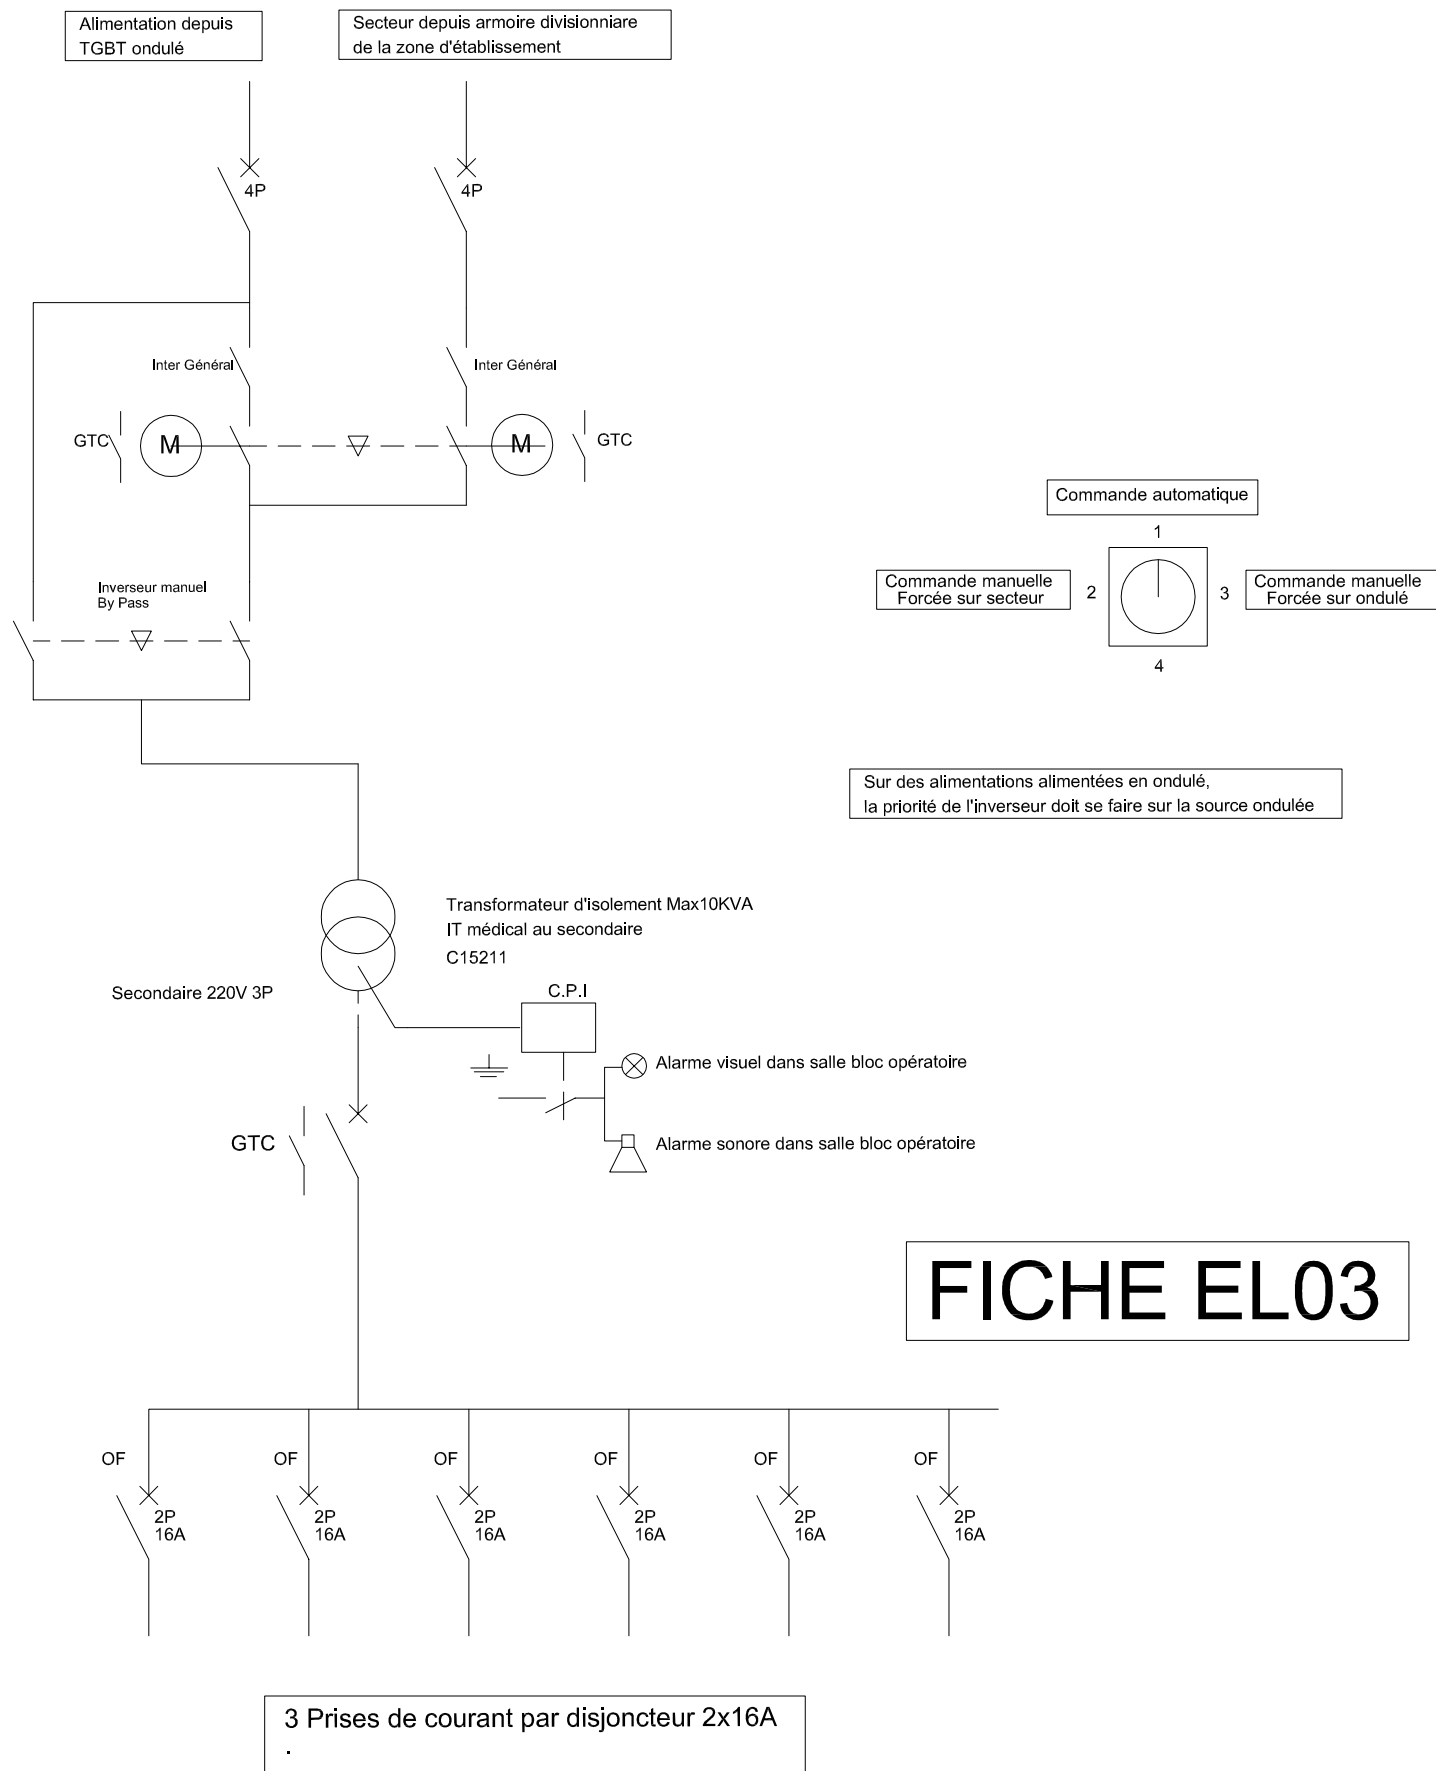 Alimentation depuis
TGBT ondulé
Secteur depuis armoire divisionniare
de la zone d'établissement
4P
4P
Inter Général
Inter Général
GTC
M
M
GTC
Commande automatique
1
Commande manuelle
Forcée sur secteur
2
3
Commande manuelle
Forcée sur ondulé
4
Inverseur manuel
By Pass
Sur des alimentations alimentées en ondulé,
la priorité de l'inverseur doit se faire sur la source ondulée
Transformateur d'isolement Max10KVA
IT médical au secondaire
C15211
Secondaire 220V 3P
C.P.I
Alarme visuel dans salle bloc opératoire
GTC
Alarme sonore dans salle bloc opératoire
FICHE EL03
OF
OF
OF
OF
OF
OF
2P
16A
2P
16A
2P
16A
2P
16A
2P
16A
2P
16A
3 Prises de courant par disjoncteur 2x16A
.